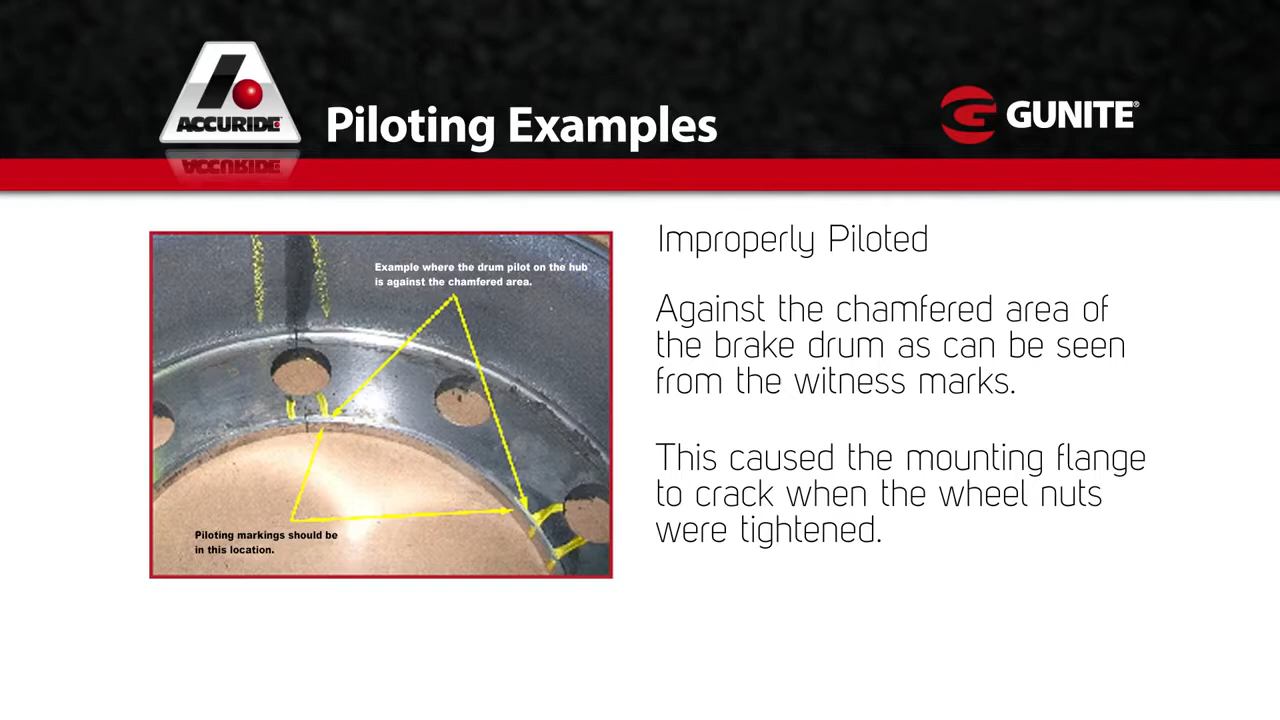 ACCURIDE
Piloting Examples
GUNITE®
Example where the drum pilot on the hub
is against the chamfered area.
Piloting markings should be
in this location.
Improperly Piloted
Against the chamfered area of
the brake drum as can be seen
from the witness marks.
This caused the mounting flange
to crack when the wheel nuts
were tightened.